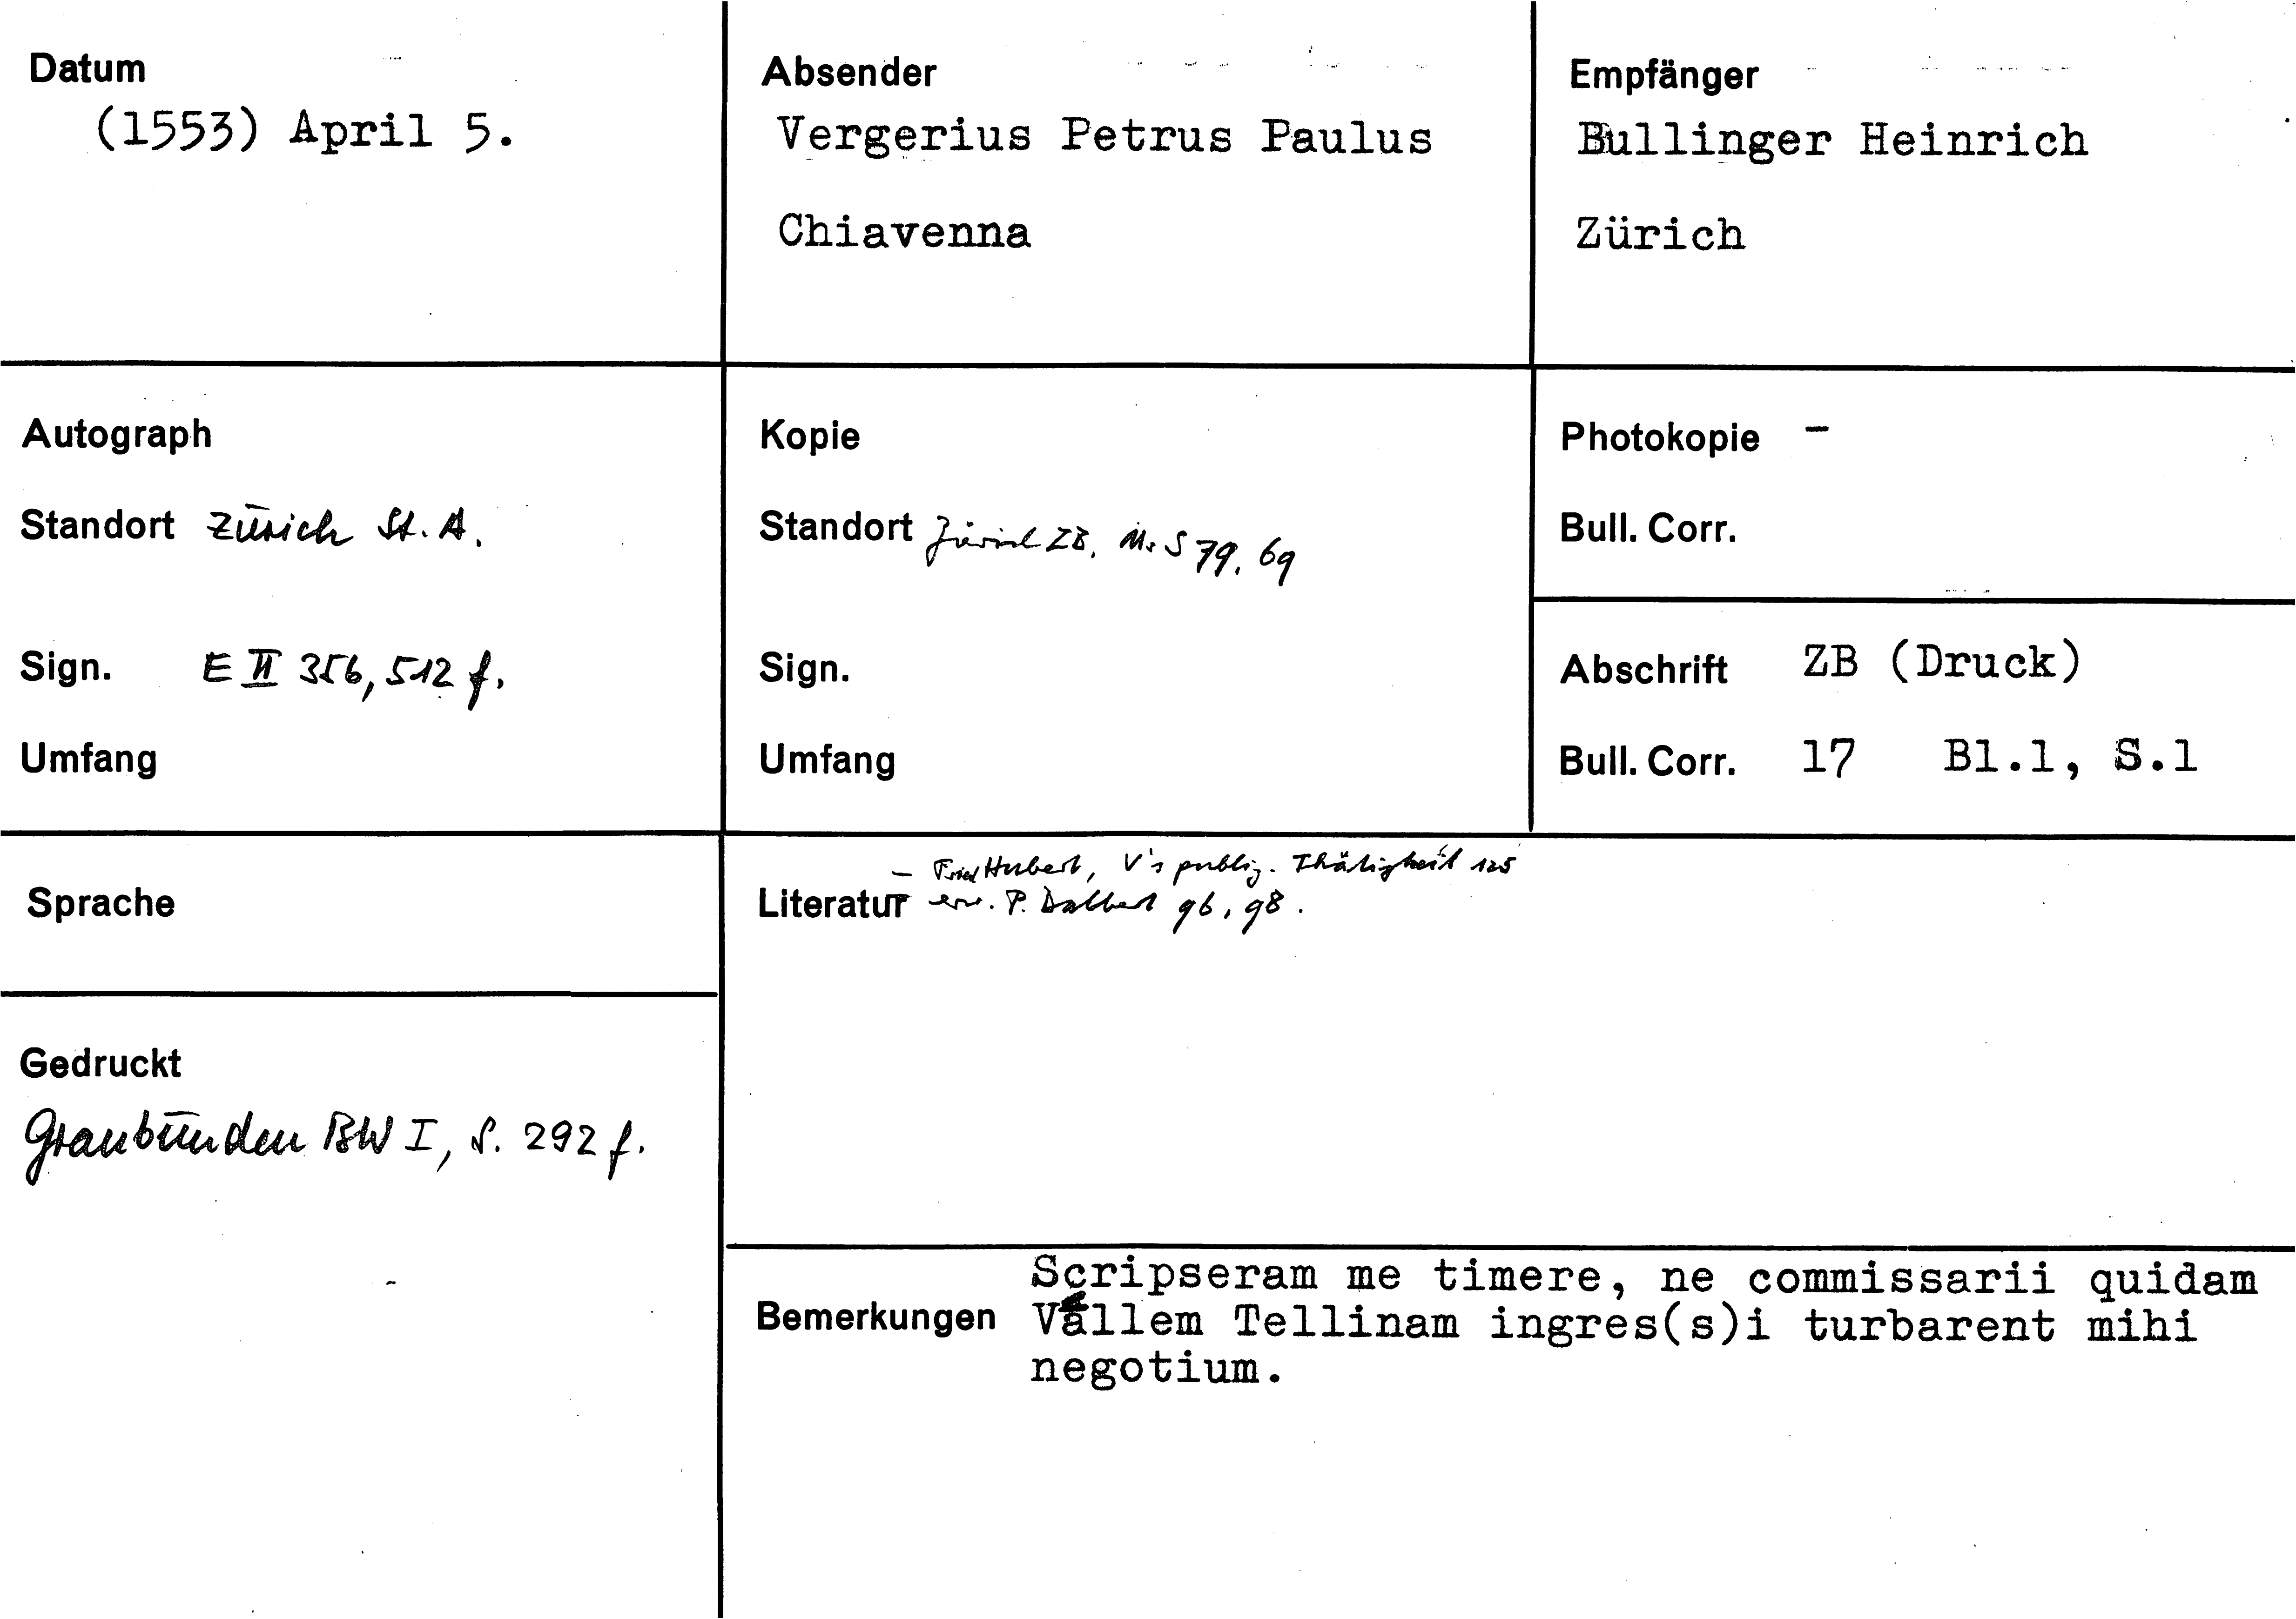 Datum
(1553) April 5.
Absender
Vergerius Petrus Paulus
Chiavenna
Empfänger
Bullinger Heinrich
Zürich
Autograph
Standort Zürich St. A.
Sign. E II 356, 512 f.
Umfang
Kopie
Standort Zürich ZB, Ms S 79, 69
Sign.
Umfang
Photokopie -
Bull. Corr.
Abschrift ZB (Druck)
Bull. Corr. 17 Bl.1, S.1
Sprache
Gedruckt
Graubünden BW I, S. 292 f.
- Fried Hubert, V's publiz. Thätigkeit 125
Literatur P. Dalbert 96, 98.
Scripseram me timere, ne commissarii quidam
Bemerkungen Vallem Tellinam ingres(s)i turbarent mihi
negotium.